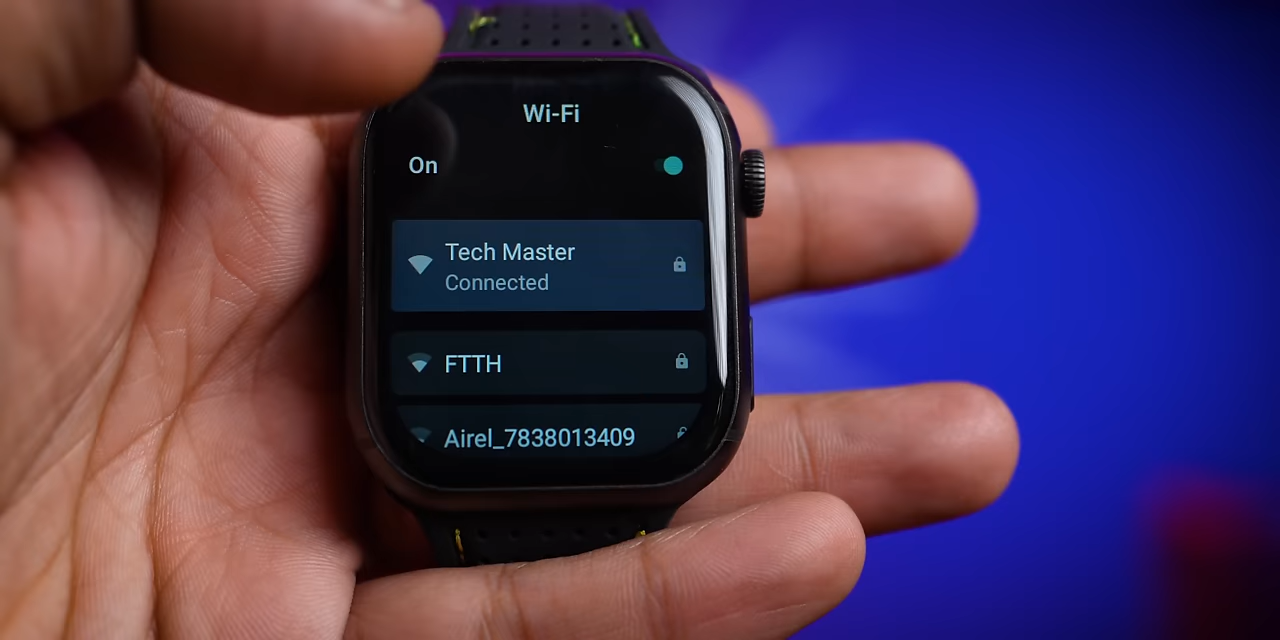 Wi-Fi
On
Tech Master
Connected
FTTH
Airel_7838013409